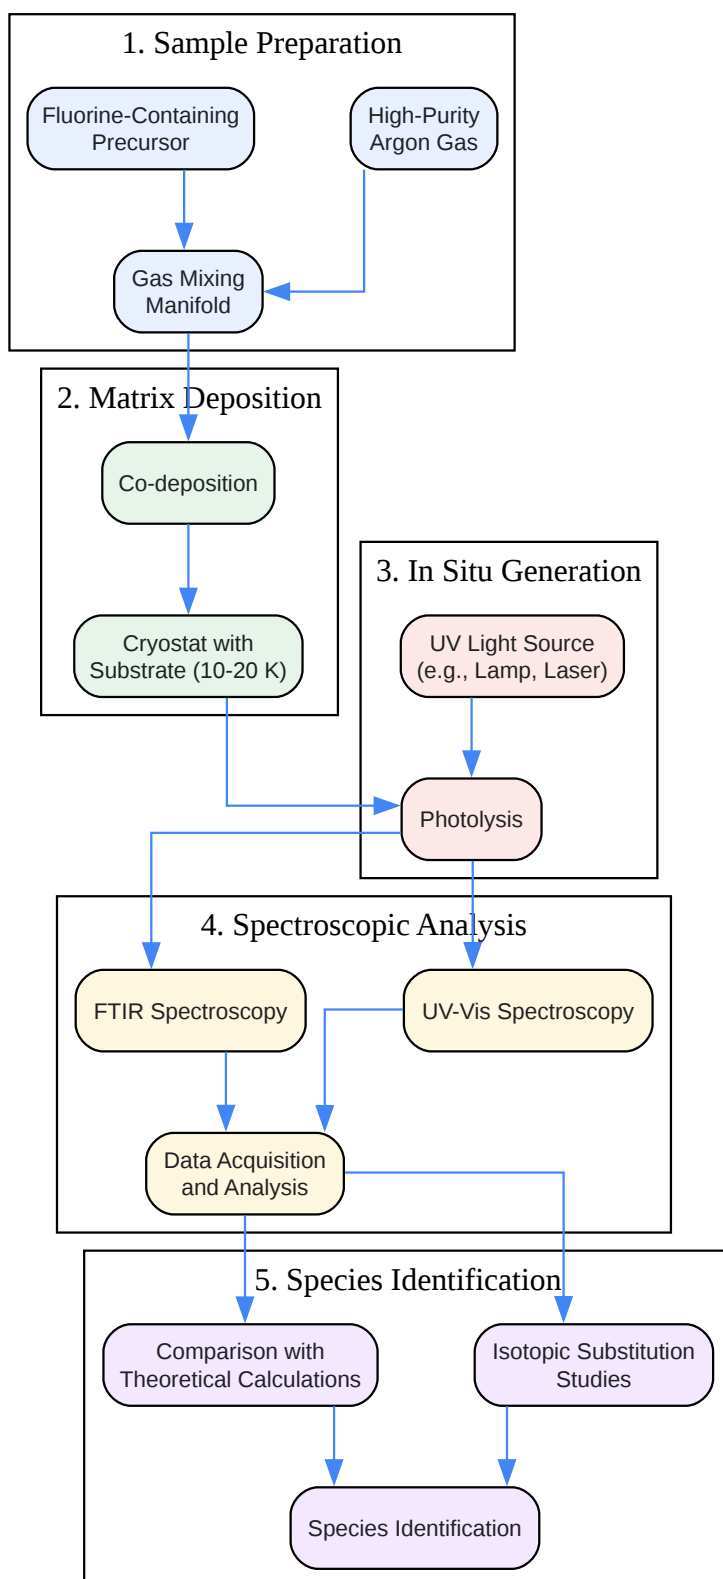 1. Sample Preparation
Fluorine-Containing
Precursor
High-Purity
Argon Gas
Gas Mixing
Manifold
2. Matrix Deposition
Co-deposition
Cryostat with
Substrate (10-20 K)
3. In Situ Generation
UV Light Source
(e.g., Lamp, Laser)
Photolysis
4. Spectroscopic Analysis
FTIR Spectroscopy
UV-Vis Spectroscopy
Data Acquisition
and Analysis
5. Species Identification
Comparison with
Theoretical Calculations
Isotopic Substitution
Studies
Species Identification